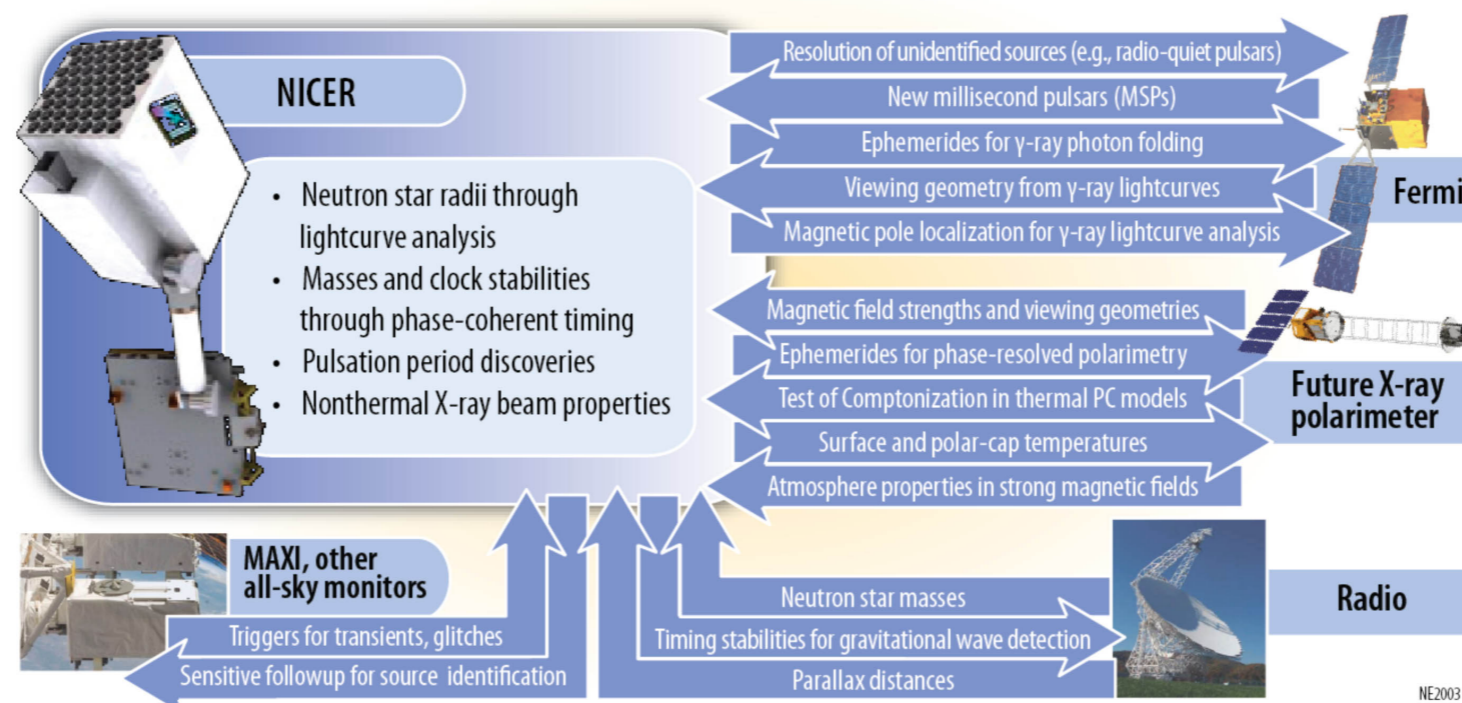 NICER
• Neutron star radii through
lightcurve analysis
• Masses and clock stabilities
through phase-coherent timing
• Pulsation period discoveries
• Nonthermal X-ray beam properties
Resolution of unidentified sources (e.g., radio-quiet pulsars)
New millisecond pulsars (MSPs)
Ephemerides for γ-ray photon folding
Viewing geometry from γ-ray lightcurves
Magnetic pole localization for γ-ray lightcurve analysis
Fermi
Magnetic field strengths and viewing geometries
Ephemerides for phase-resolved polarimetry
Test of Comptonization in thermal PC models
Surface and polar-cap temperatures
Atmosphere properties in strong magnetic fields
Future X-ray
polarimeter
MAXI, other
all-sky monitors
Triggers for transients, glitches
Sensitive followup for source identification
Neutron star masses
Timing stabilities for gravitational wave detection
Parallax distances
Radio
NE2003